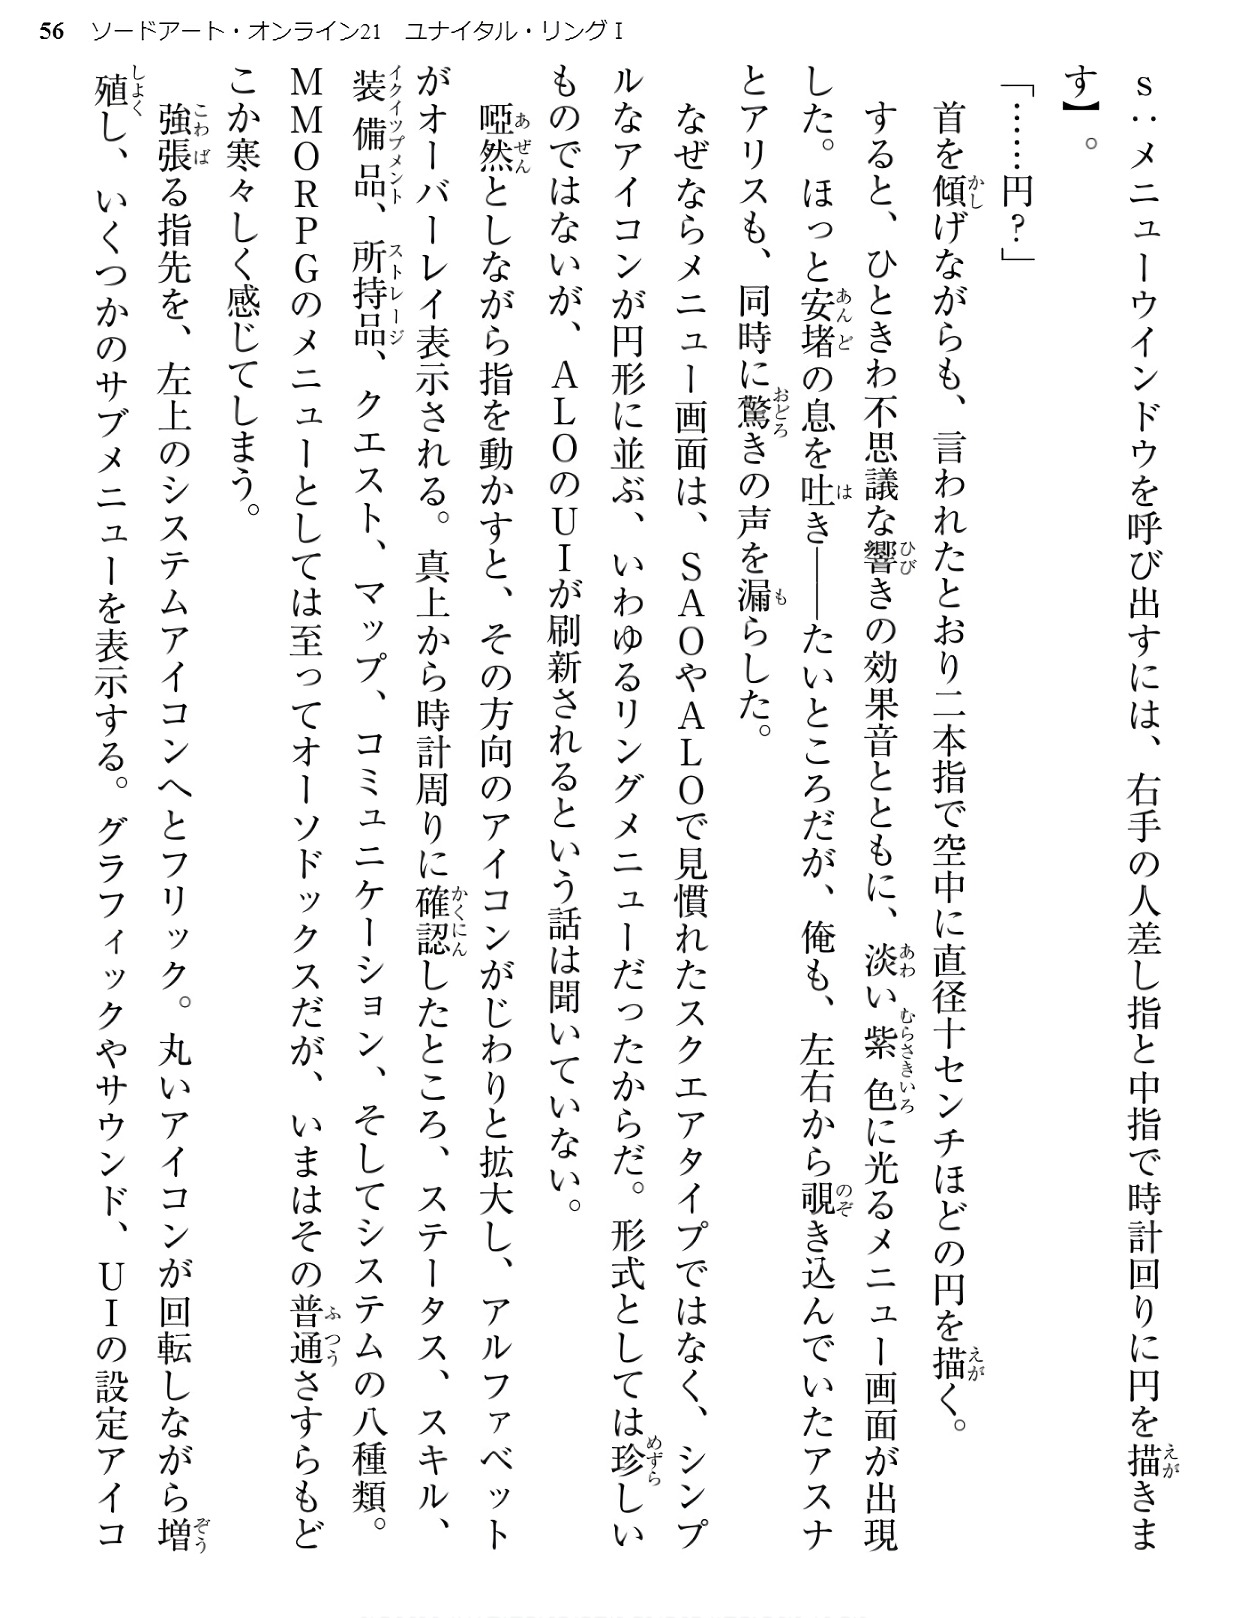 56 ソードアート・オンライン21 ユナイタル・リングⅠ
s：メニューウインドウを呼び出すには、右手の人差し指と中指で時計回りに円を描きま
す】。
「……円？」
首を傾げながらも、言われたとおり二本指で空中に直径十センチほどの円を描く。
すると、ひときわ不思議な響きの効果音とともに、淡い紫色に光るメニュー画面が出現
した。ほっと安堵の息を吐き――たいところだが、俺も、左右から覗き込んでいたアスナ
とアリスも、同時に驚きの声を漏らした。
なぜならメニュー画面は、ＳＡＯやＡＬＯで見慣れたスクエアタイプではなく、シンプ
ルなアイコンが円形に並ぶ、いわゆるリングメニューだったからだ。形式としては珍しい
ものではないが、ＡＬＯのＵＩが刷新されるという話は聞いていない。
啞然としながら指を動かすと、その方向のアイコンがじわりと拡大し、アルファベット
がオーバーレイ表示される。真上から時計周りに確認したところ、ステータス、スキル、
装備品、所持品、クエスト、マップ、コミュニケーション、そしてシステムの八種類。
ＭＭＯＲＰＧのメニューとしては至ってオーソドックスだが、いまはその普通さすらもど
こか寒々しく感じてしまう。
強張る指先を、左上のシステムアイコンへとフリック。丸いアイコンが回転しながら増
殖し、いくつかのサブメニューを表示する。グラフィックやサウンド、ＵＩの設定アイコ